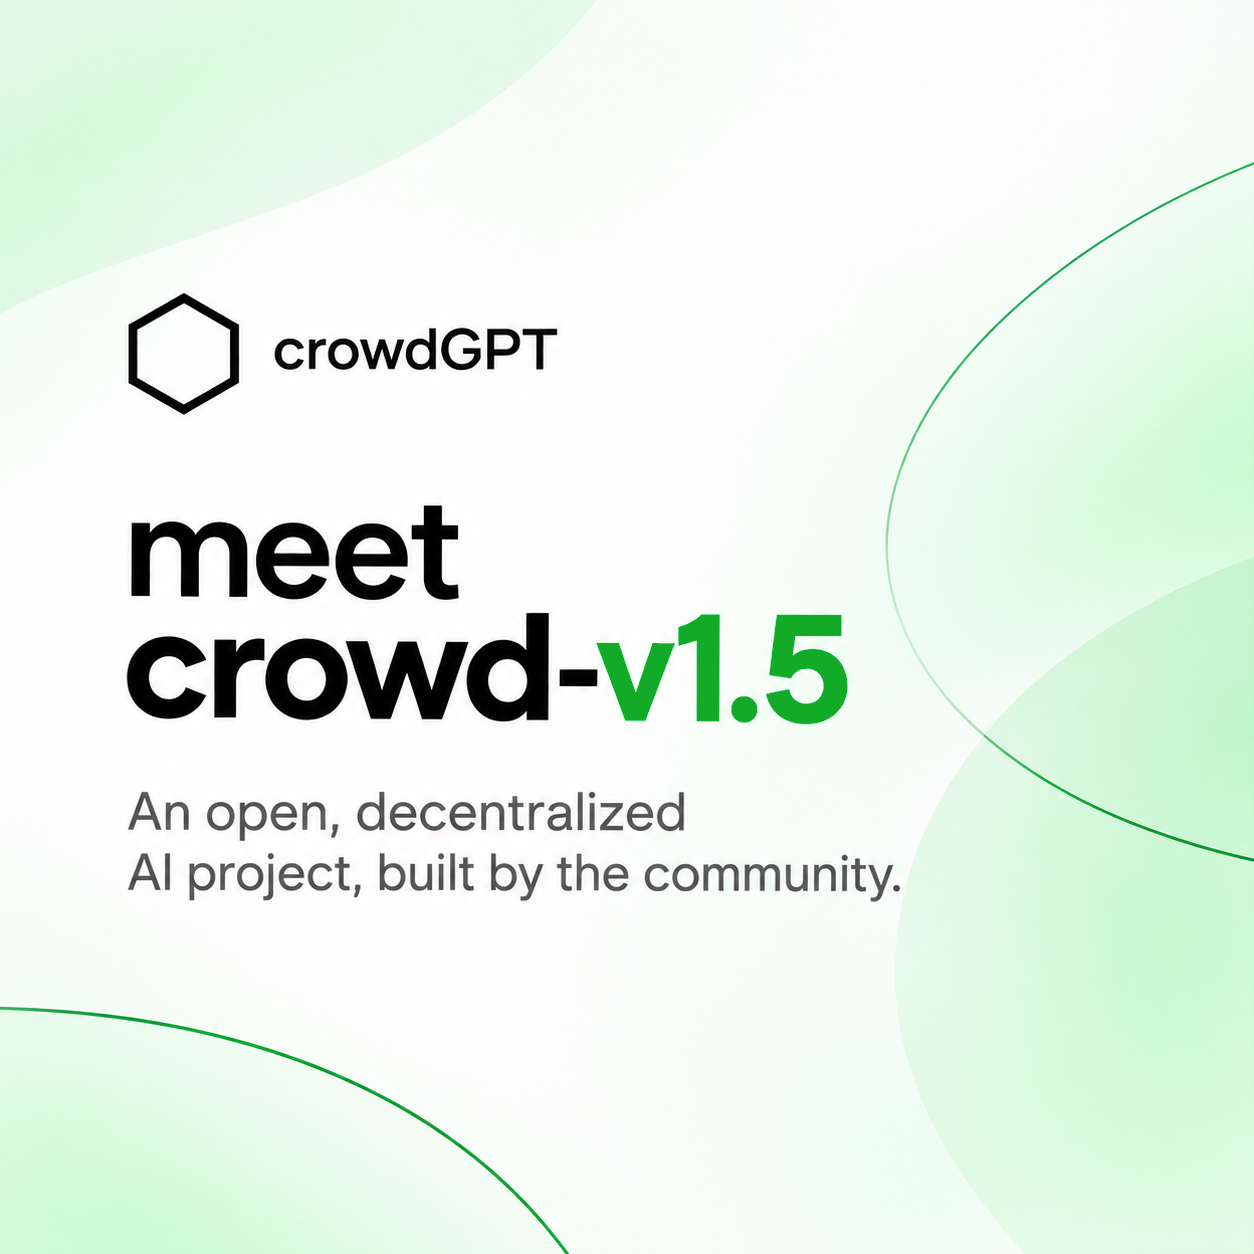 crowdGPT
meet
crowd-v1.5
An open, decentralized
AI project, built by the community.